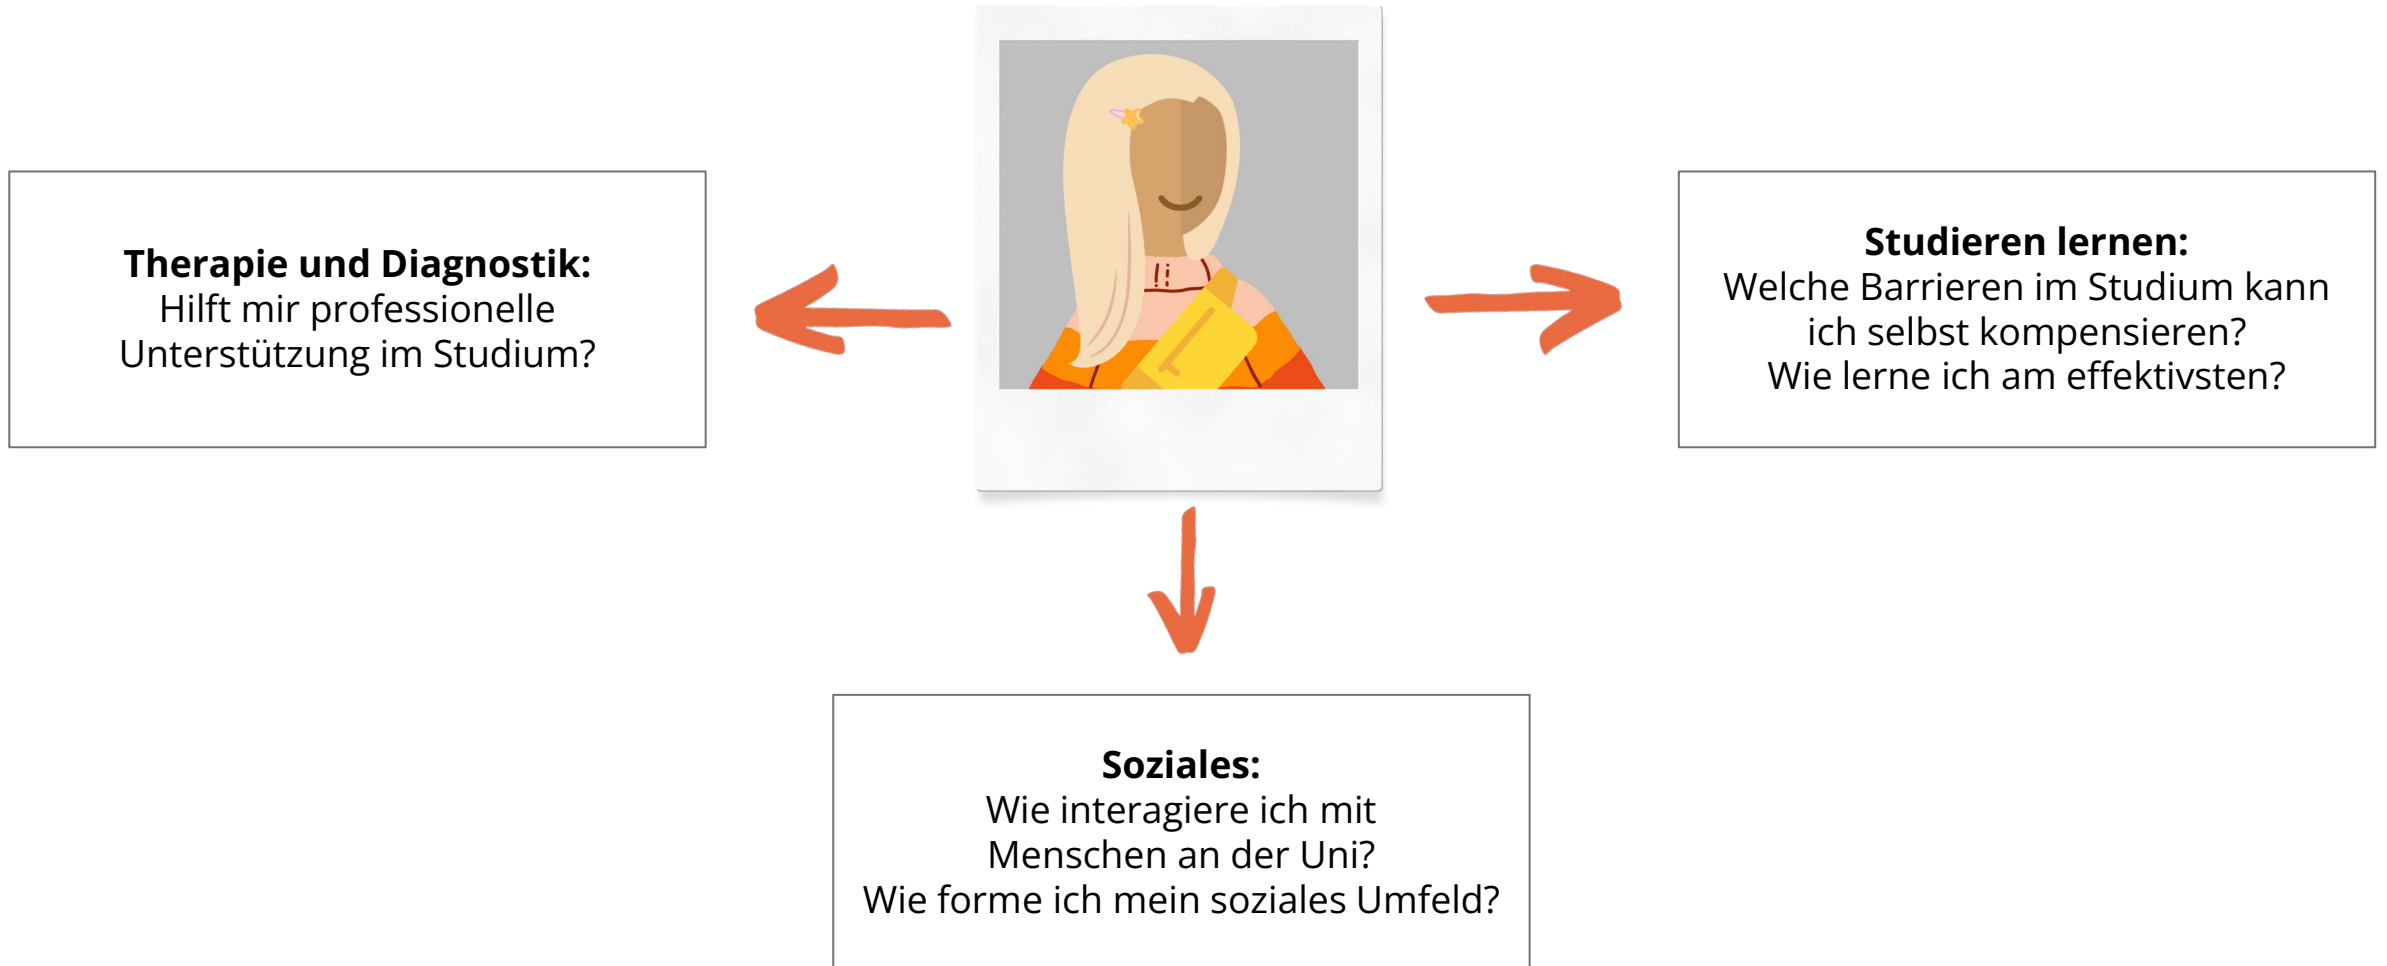 Therapie und Diagnostik:
Hilft mir professionelle
Unterstützung im Studium?
Studieren lernen:
Welche Barrieren im Studium kann
ich selbst kompensieren?
Wie lerne ich am effektivsten?
Soziales:
Wie interagiere ich mit
Menschen an der Uni?
Wie forme ich mein soziales Umfeld?